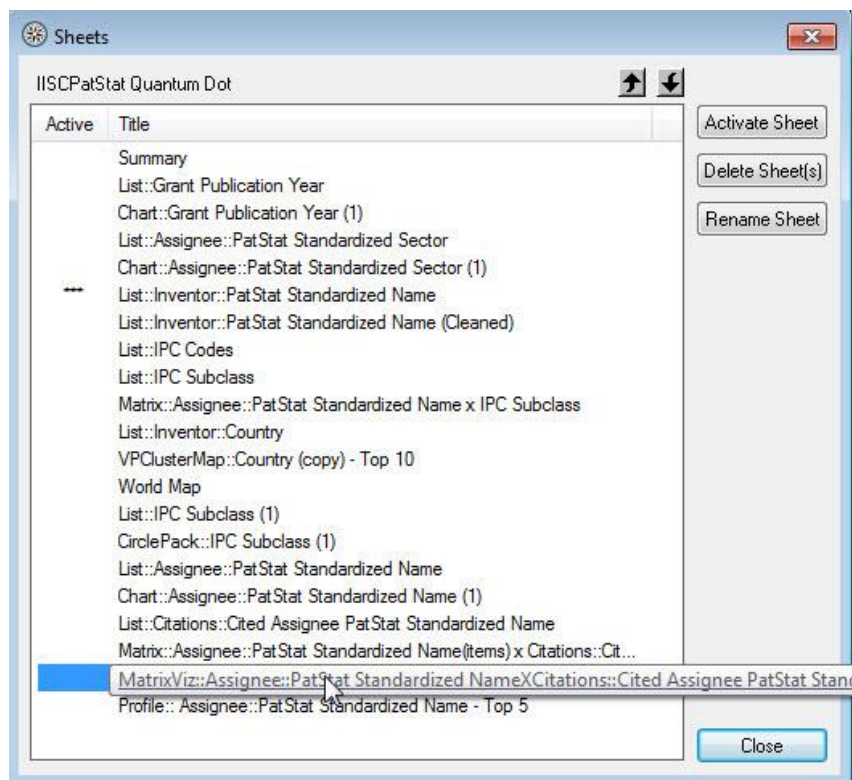 Sheets
IISCPatStat Quantum Dot
Active Title
Activate Sheet
Delete Sheet(s)
Rename Sheet
Summary
List::Grant Publication Year
Chart::Grant Publication Year (1)
List::Assignee::PatStat Standardized Sector
Chart::Assignee::PatStat Standardized Sector (1)
*** List::Inventor::PatStat Standardized Name
List::Inventor::PatStat Standardized Name (Cleaned)
List::IPC Codes
List::IPC Subclass
Matrix::Assignee::PatStat Standardized Name x IPC Subclass
List::Inventor::Country
VPClusterMap::Country (copy) - Top 10
World Map
List::IPC Subclass (1)
CirclePack::IPC Subclass (1)
List::Assignee::PatStat Standardized Name
Chart::Assignee::PatStat Standardized Name (1)
List::Citations::Cited Assignee PatStat Standardized Name
Matrix::Assignee::PatStat Standardized Name(items) x Citations::Cit...
MatrixViz::Assignee::PatStat Standardized NameXCitations::Cited Assignee PatStat Stan
Profile:: Assignee::PatStat Standardized Name - Top 5
Close